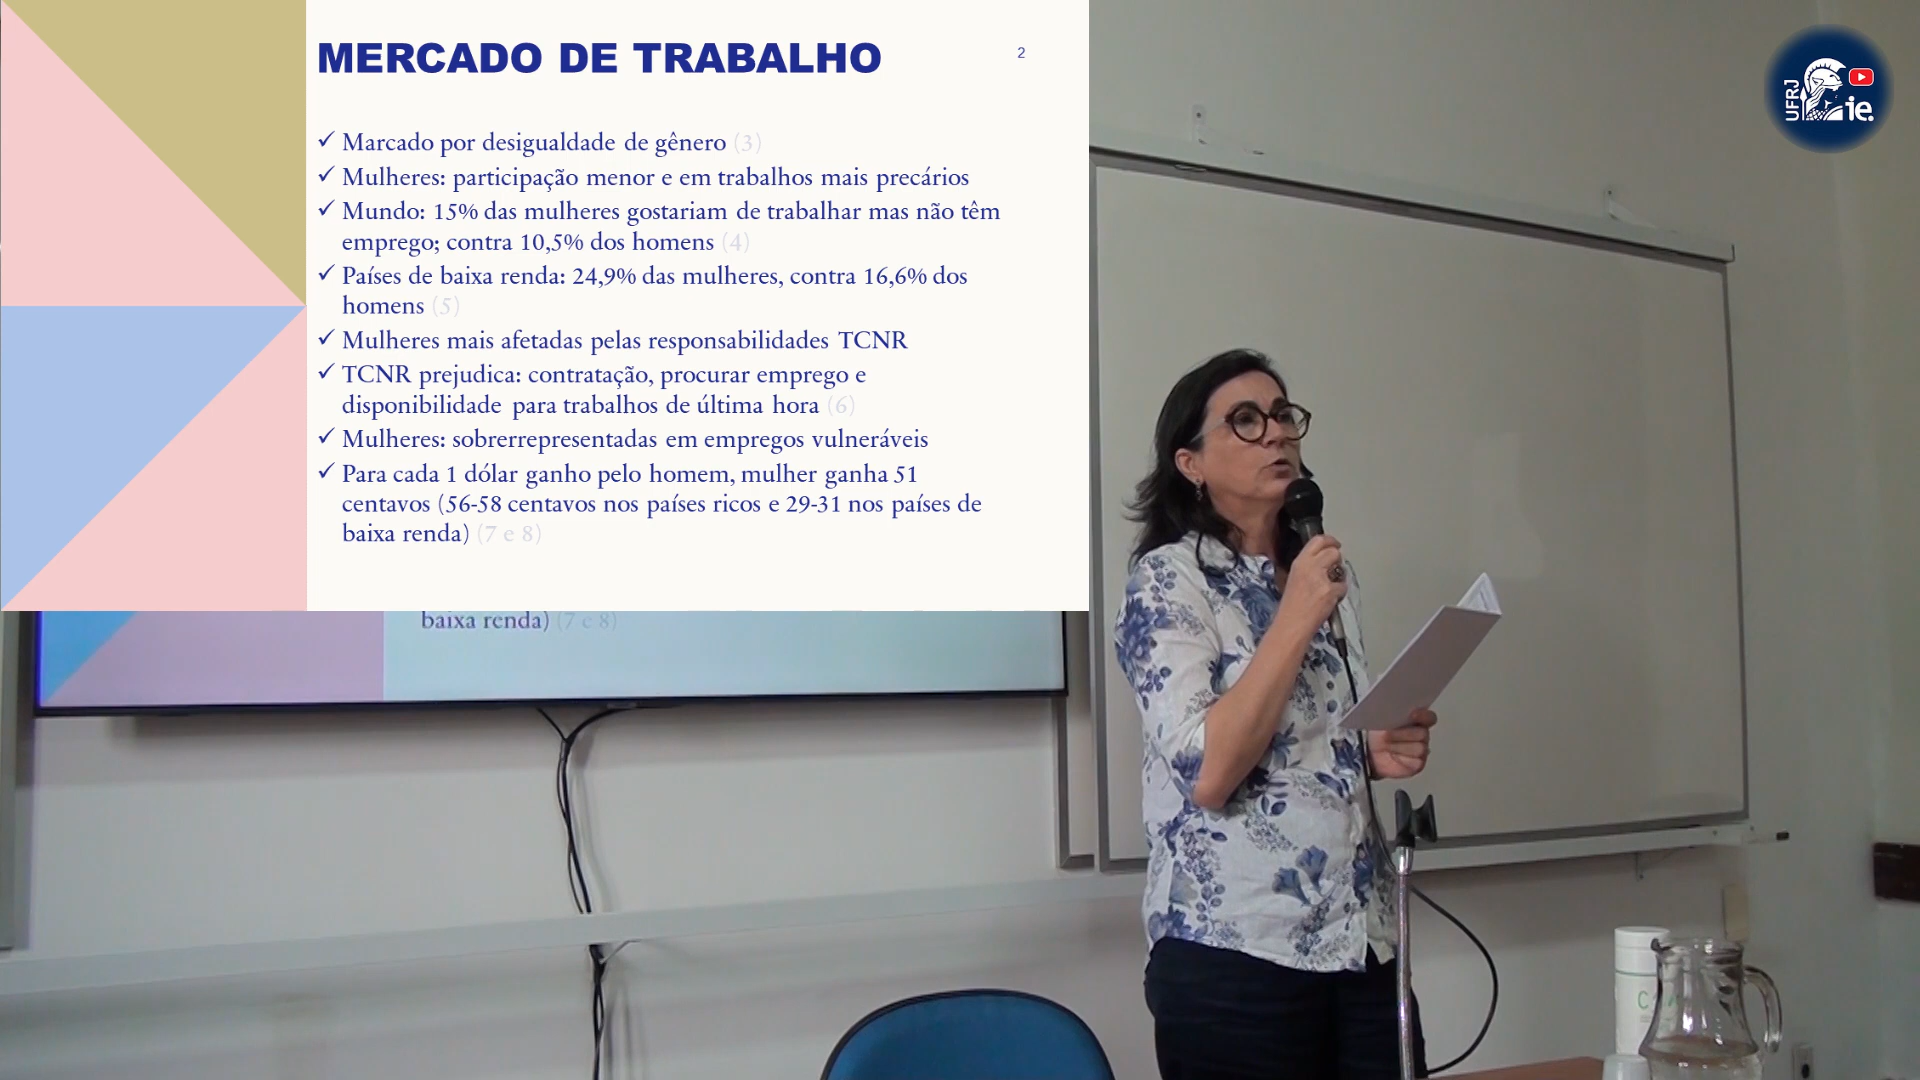 MERCADO DE TRABALHO
2
✓ Marcado por desigualdade de gênero (3)
✓ Mulheres: participação menor e em trabalhos mais precários
✓ Mundo: 15% das mulheres gostariam de trabalhar mas não têm
emprego; contra 10,5% dos homens (4)
✓ Países de baixa renda: 24,9% das mulheres, contra 16,6% dos
homens (5)
✓ Mulheres mais afetadas pelas responsabilidades TCNR
✓ TCNR prejudica: contratação, procurar emprego e
disponibilidade para trabalhos de última hora (6)
✓ Mulheres: sobrerrepresentadas em empregos vulneráveis
✓ Para cada 1 dólar ganho pelo homem, mulher ganha 51
centavos (56-58 centavos nos países ricos e 29-31 nos países de
baixa renda) (7 e 8)
baixa renda) (7 e 8)
UFRJ
ie.